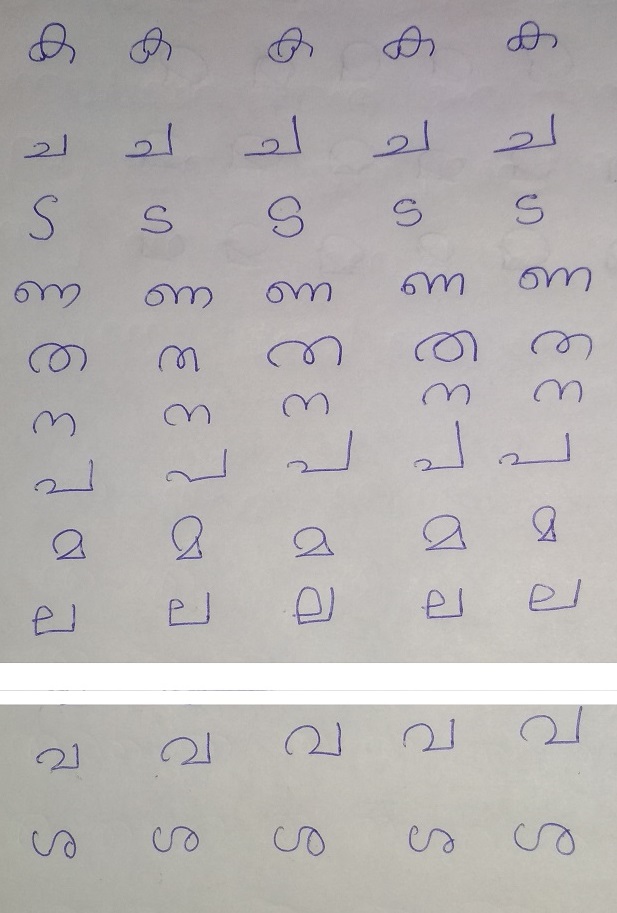 ക ക ക ക ക
ച ച ച ച ച
ട ട ട ട ട
ണ ണ ണ ണ ണ
ത ത ത ത ത
ന ന ന ന ന
പ പ പ പ പ
മ മ മ മ മ
ല ല ല ല ല
വ വ വ വ വ
ശ ശ ശ ശ ശ